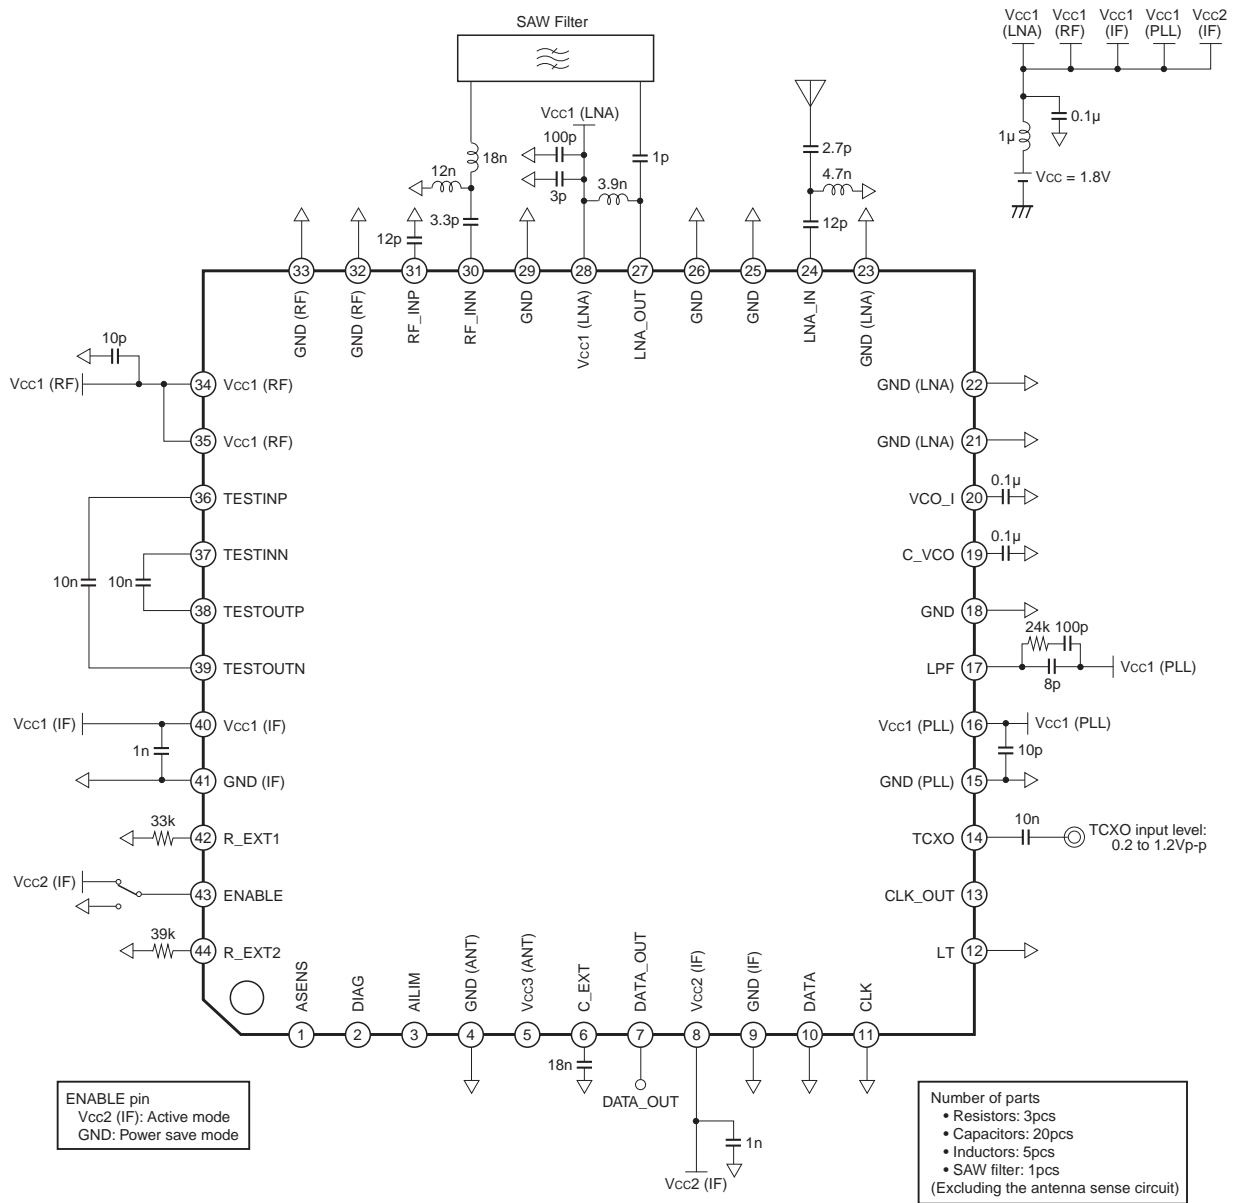 SAW Filter
Vcc1
(LNA)
Vcc1
(RF)
Vcc1
(IF)
Vcc1
(PLL)
Vcc2
(IF)
0.1μ
1μ
Vcc = 1.8V
Vcc1 (LNA)
100p
3p
3.9n
1p
18n
12n
3.3p
12p
2.7p
4.7n
12p
33
32
31
30
29
28
27
26
25
24
23
GND (RF)
GND (RF)
RF_INP
RF_INN
GND
Vcc1 (LNA)
LNA_OUT
GND
GND
LNA_IN
GND (LNA)
10p
Vcc1 (RF)
34
Vcc1 (RF)
35
Vcc1 (RF)
36
TESTINP
37
TESTINN
10n
10n
38
TESTOUTP
39
TESTOUTN
Vcc1 (IF)
40
Vcc1 (IF)
1n
41
GND (IF)
33k
42
R_EXT1
Vcc2 (IF)
43
ENABLE
39k
44
R_EXT2
GND (LNA)
22
GND (LNA)
21
VCO_I
20
0.1μ
C_VCO
19
0.1μ
GND
18
LPF
17
24k
100p
8p
Vcc1 (PLL)
Vcc1 (PLL)
16
Vcc1 (PLL)
10p
GND (PLL)
15
TCXO
14
10n
TCXO input level:
0.2 to 1.2Vp-p
CLK_OUT
13
LT
12
ASENS
DIAG
AILIM
GND (ANT)
Vcc3 (ANT)
C_EXT
DATA_OUT
Vcc2 (IF)
GND (IF)
DATA
CLK
1
2
3
4
5
6
7
8
9
10
11
18n
DATA_OUT
1n
Vcc2 (IF)
ENABLE pin
Vcc2 (IF): Active mode
GND: Power save mode
Number of parts
• Resistors: 3pcs
• Capacitors: 20pcs
• Inductors: 5pcs
• SAW filter: 1pcs
(Excluding the antenna sense circuit)